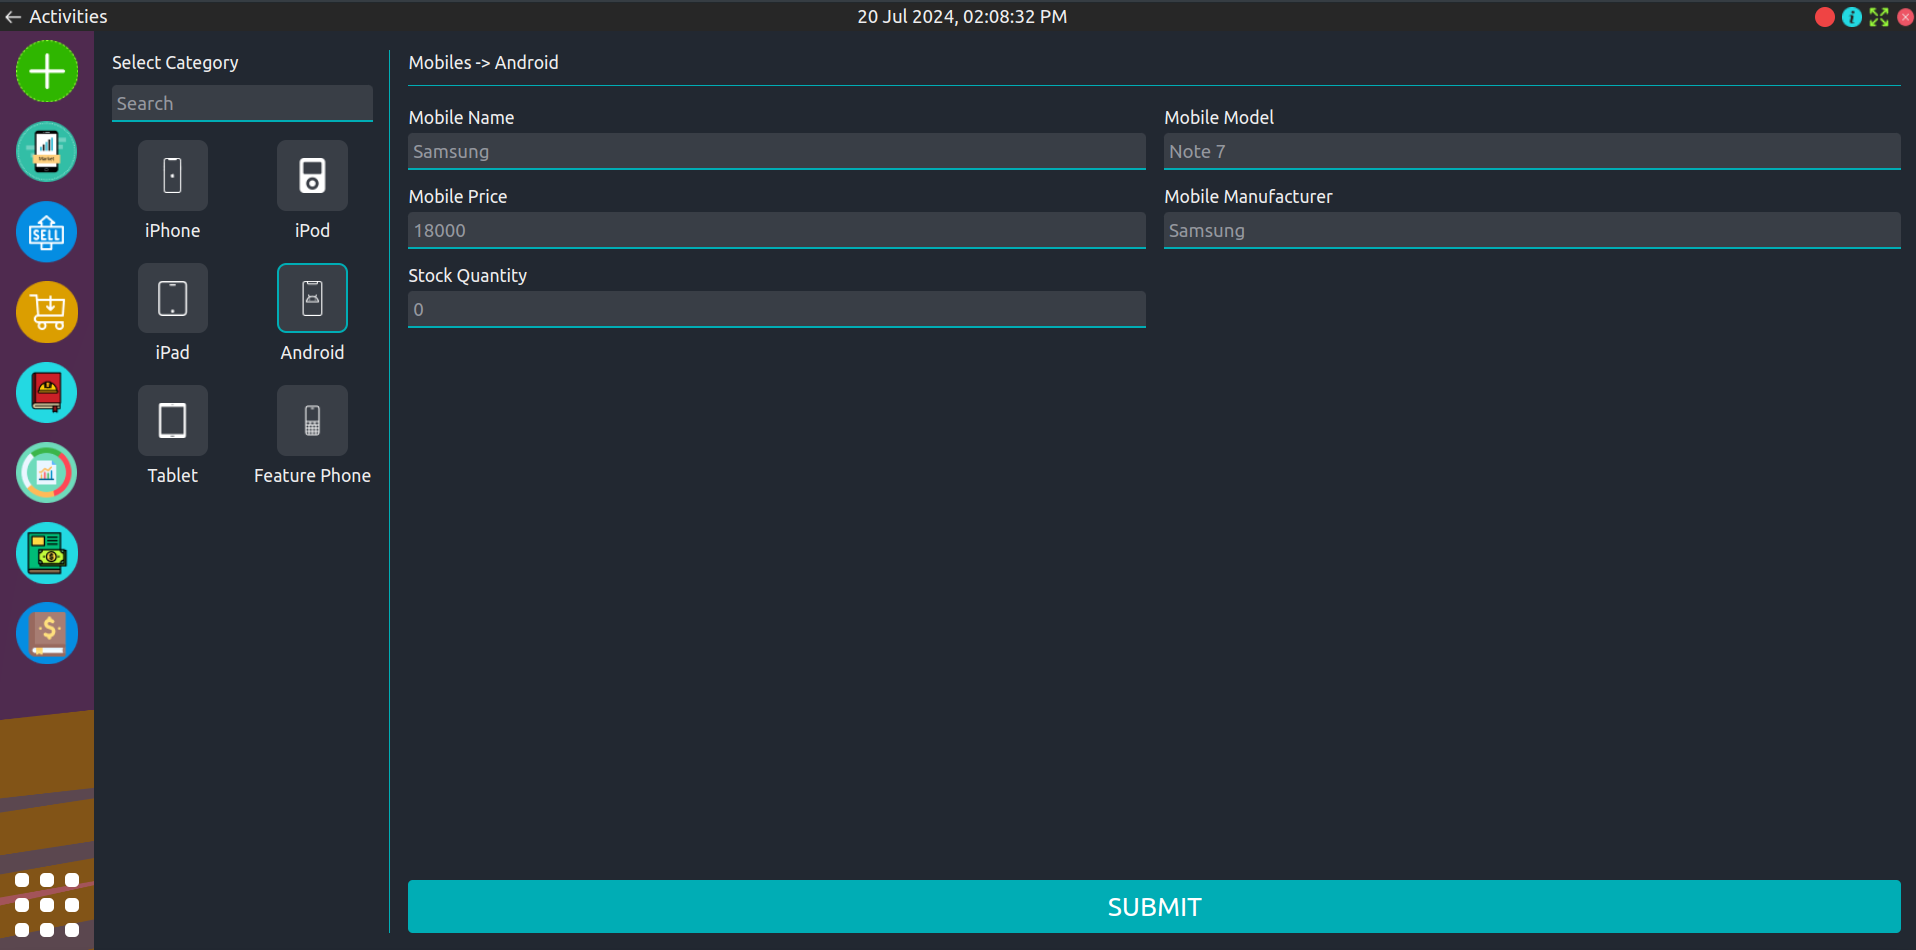 Activities
20 Jul 2024, 02:08:32 PM
i
Select Category
Search
iPhone
iPod
iPad
Android
Tablet
Feature Phone
Mobiles -> Android
Mobile Name
Samsung
Mobile Model
Note 7
Mobile Price
18000
Mobile Manufacturer
Samsung
Stock Quantity
0
SUBMIT
Market
SELL
$
$